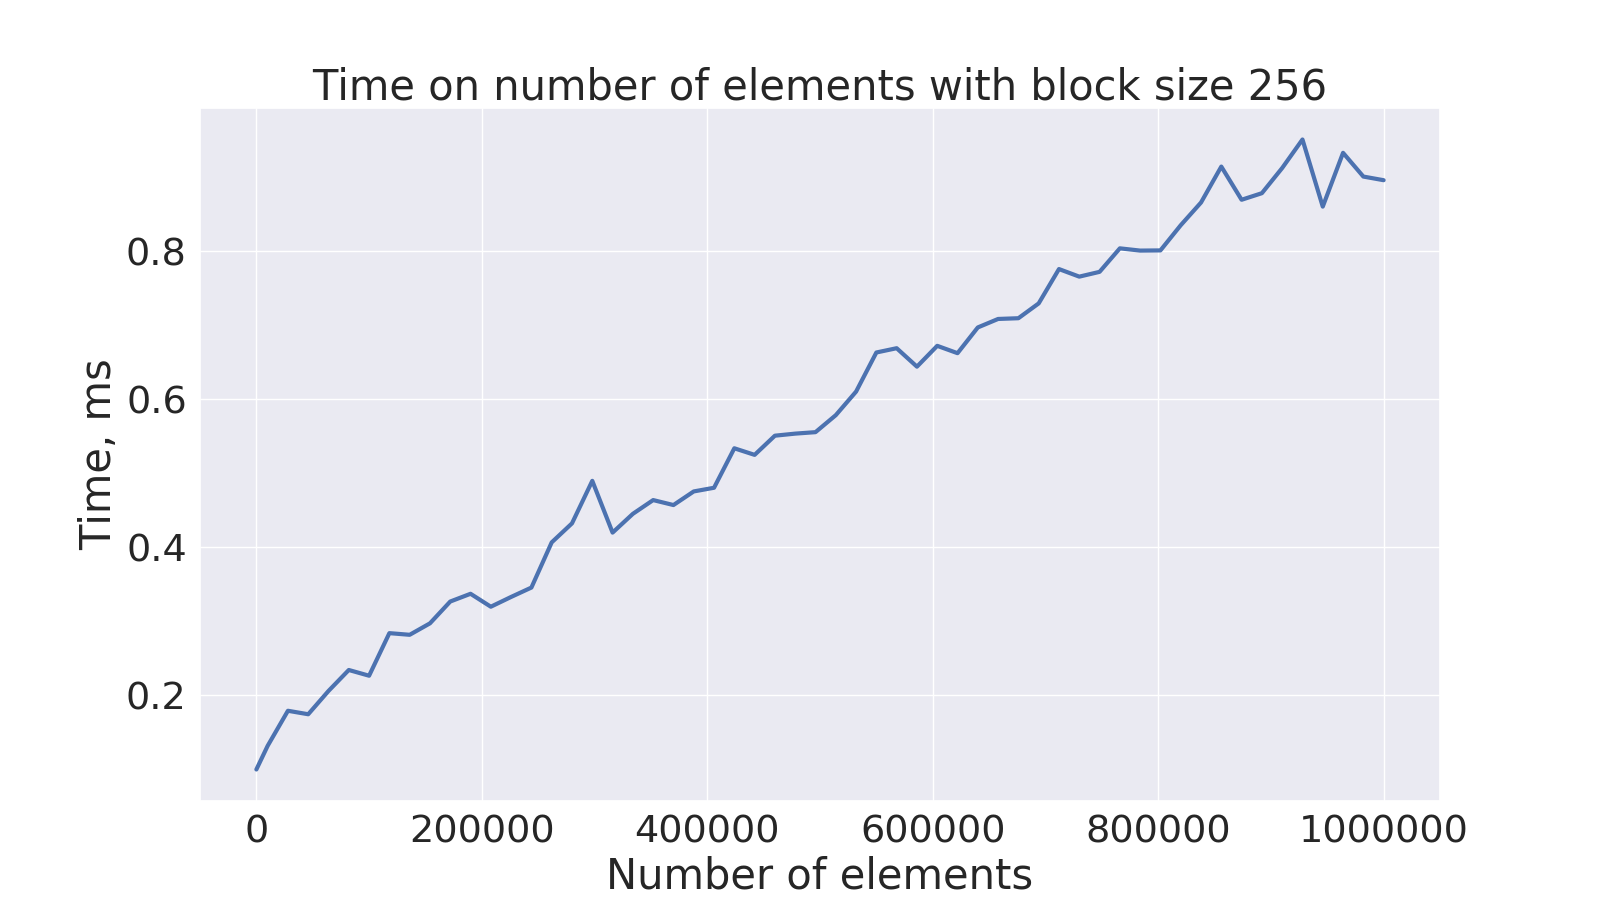 Time on number of elements with block size 256
Time, ms
0.8
0.6
0.4
0.2
0 200000 400000 600000 800000 1000000
Number of elements